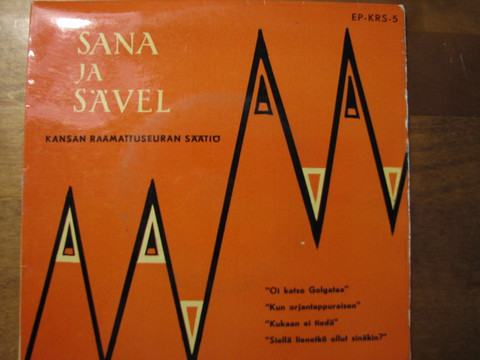 EP-KRS-5
SANA
JA
SÄVEL
KANSAN RAAMATTUSEURAN SÄÄTIÖ
"Oi katso Golgataa"
"Kun orjantappuraisen"
"Kukaan ei tiedä"
"Siellä lienetkö ollut sinäkin?"